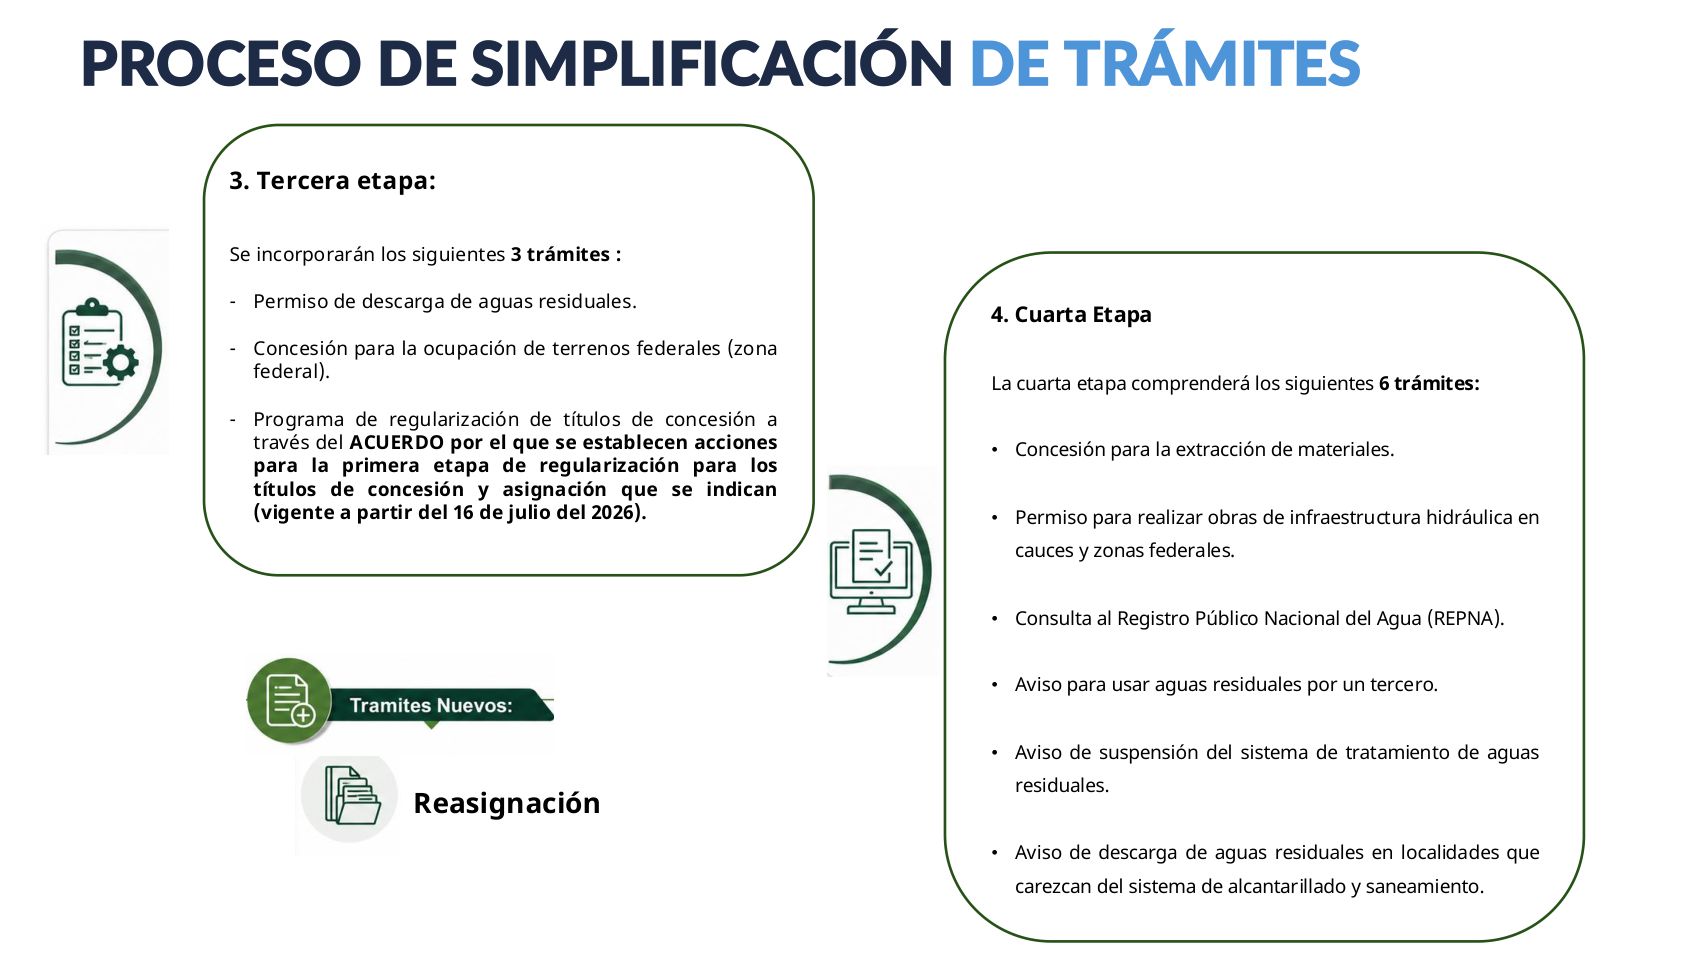 PROCESO DE SIMPLIFICACIÓN DE TRÁMITES
3. Tercera etapa:
Se incorporarán los siguientes 3 trámites :
- Permiso de descarga de aguas residuales.
- Concesión para la ocupación de terrenos federales (zona
federal).
- Programa de regularización de títulos de concesión a
través del ACUERDO por el que se establecen acciones
para la primera etapa de regularización para los
títulos de concesión y asignación que se indican
(vigente a partir del 16 de julio del 2026).
Tramites Nuevos:
Reasignación
4. Cuarta Etapa
La cuarta etapa comprenderá los siguientes 6 trámites:
• Concesión para la extracción de materiales.
• Permiso para realizar obras de infraestructura hidráulica en
cauces y zonas federales.
• Consulta al Registro Público Nacional del Agua (REPNA).
• Aviso para usar aguas residuales por un tercero.
• Aviso de suspensión del sistema de tratamiento de aguas
residuales.
• Aviso de descarga de aguas residuales en localidades que
carezcan del sistema de alcantarillado y saneamiento.